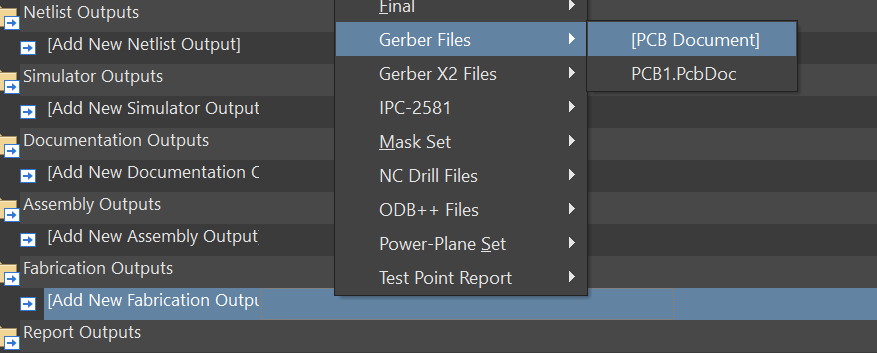 Netlist Outputs
[Add New Netlist Output]
Simulator Outputs
[Add New Simulator Output
Documentation Outputs
[Add New Documentation
Assembly Outputs
[Add New Assembly Output]
Fabrication Outputs
[Add New Fabrication
Report Outputs
Final
Gerber Files
Gerber X2 Files
IPC-2581
Mask Set
NC Drill Files
ODB++ Files
Power-Plane Set
Test Point Report
[PCB Document]
PCB1.PcbDoc